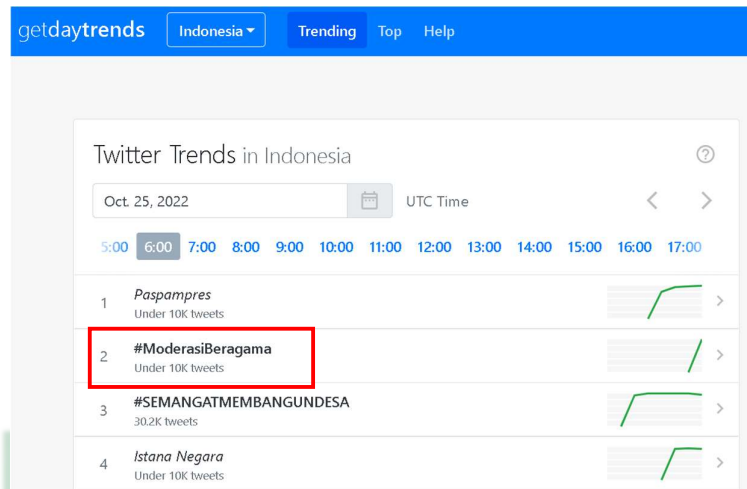 getdaytrends Indonesia Trending Top Help
Twitter Trends in Indonesia
Oct. 25, 2022 UTC Time
5:00 6:00 7:00 8:00 9:00 10:00 11:00 12:00 13:00 14:00 15:00 16:00 17:00
1 Paspampres
Under 10K tweets
2 #ModerasiBeragama
Under 10K tweets
3 #SEMANGATMEMBANGUNDESA
30.2K tweets
4 Istana Negara
Under 10K tweets